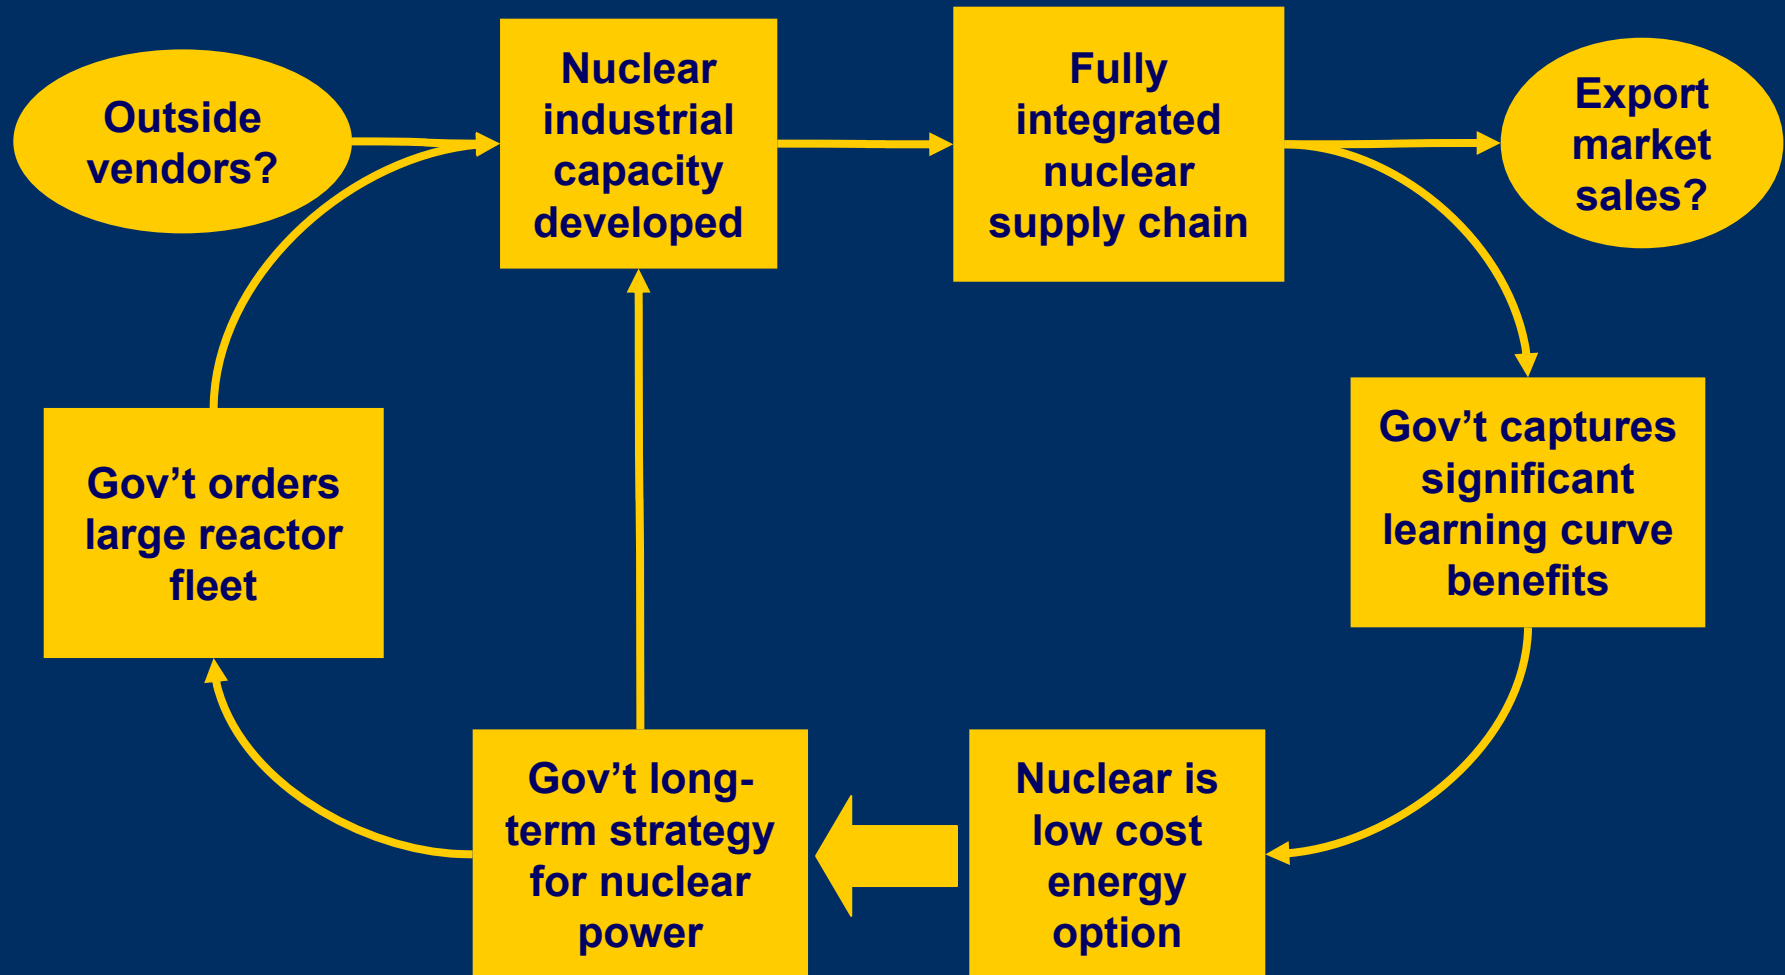 Outside
vendors?
Nuclear
industrial
capacity
developed
Fully
integrated
nuclear
supply chain
Export
market
sales?
Gov’t orders
large reactor
fleet
Gov’t captures
significant
learning curve
benefits
Gov’t long-
term strategy
for nuclear
power
Nuclear is
low cost
energy
option